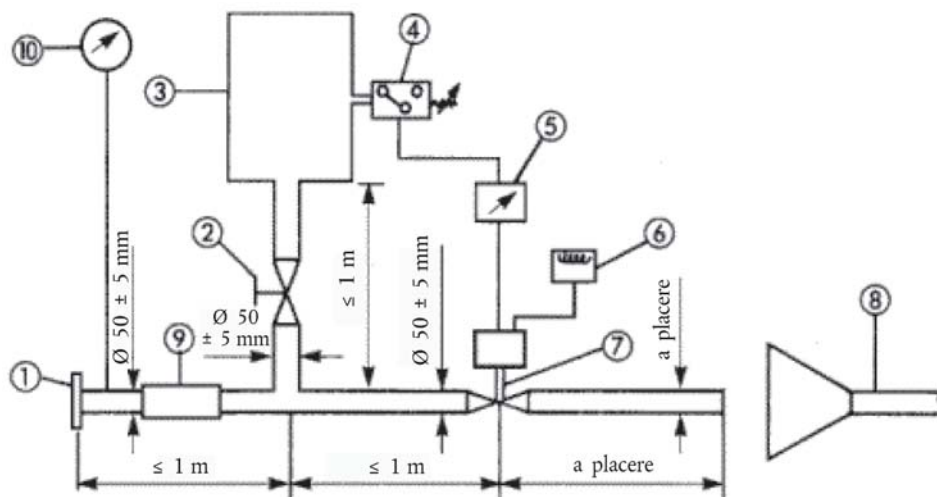 ⑩
④
③
⑤
②
⑥
Ø 50 ± 5 mm
Ø 50
± 5 mm
≤ 1 m
Ø 50 ± 5 mm
a placere
⑦
⑧
⑨
①
≤ 1 m
≤ 1 m
a placere